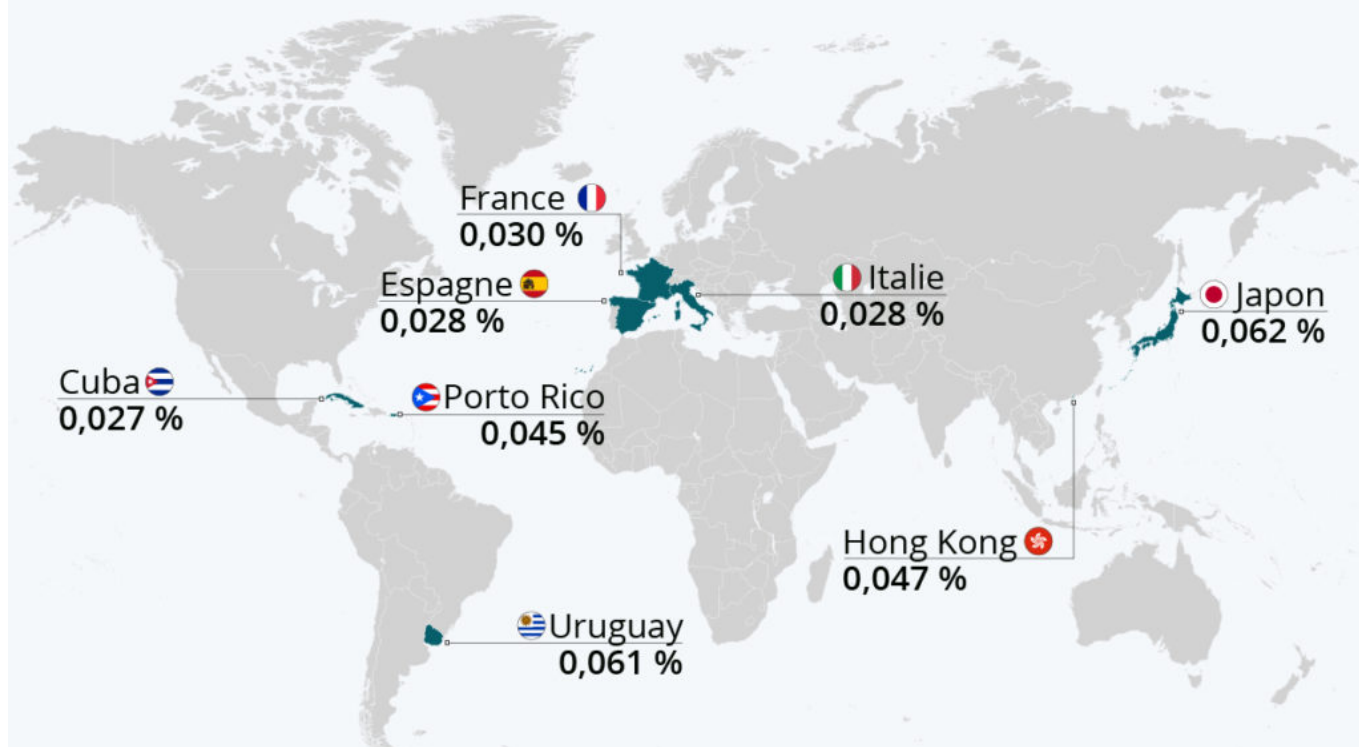 France
0,030 %
Espagne
0,028 %
Italie
0,028 %
Japon
0,062 %
Cuba
0,027 %
Porto Rico
0,045 %
Hong Kong
0,047 %
Uruguay
0,061 %